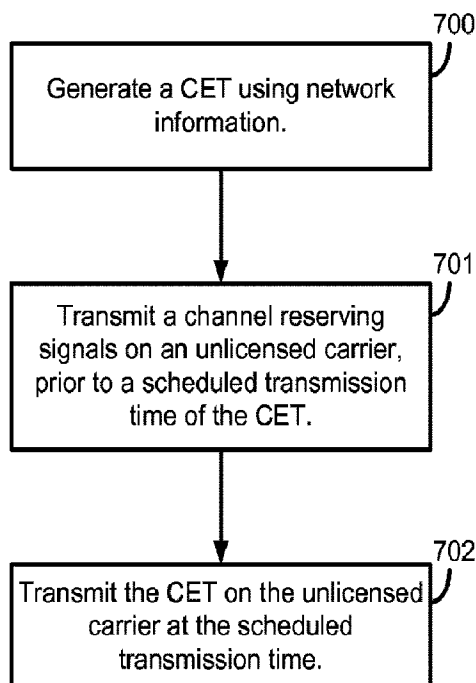 700
Generate a CET using network
information.
701
Transmit a channel reserving
signals on an unlicensed carrier,
prior to a scheduled transmission
time of the CET.
702
Transmit the CET on the unlicensed
carrier at the scheduled
transmission time.